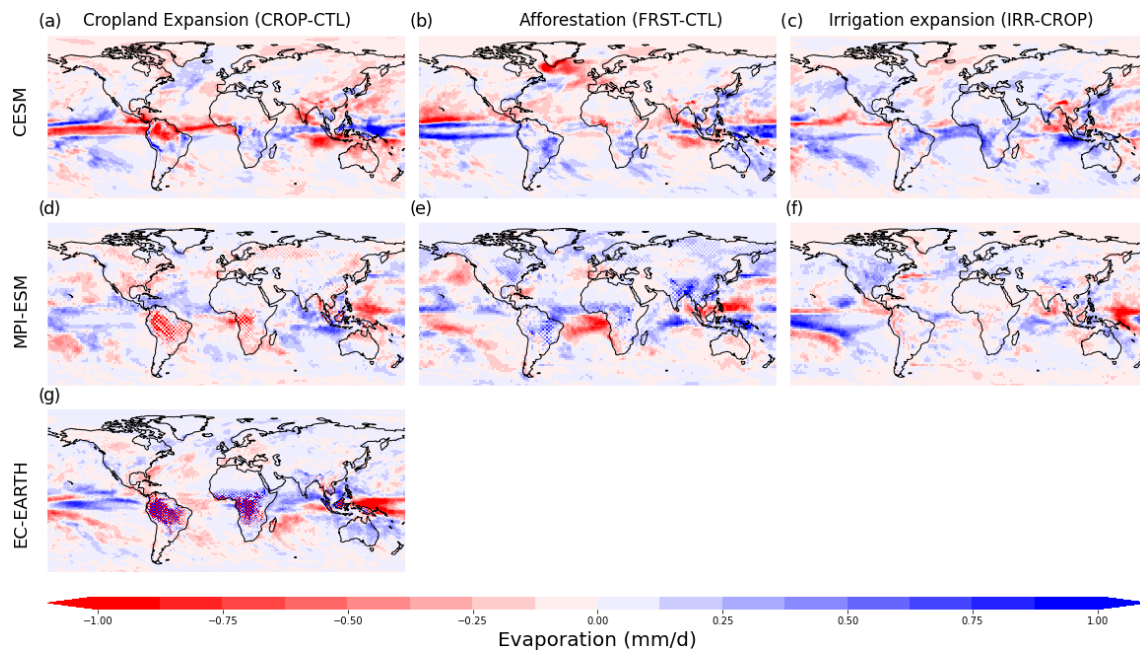 (a) Cropland Expansion (CROP-CTL) (b) Afforestation (FRST-CTL) (c) Irrigation expansion (IRR-CROP)
CESM
(d) (e) (f)
MPI-ESM
(g)
EC-EARTH
−1.00 −0.75 −0.50 −0.25 0.00 0.25 0.50 0.75 1.00
Evaporation (mm/d)